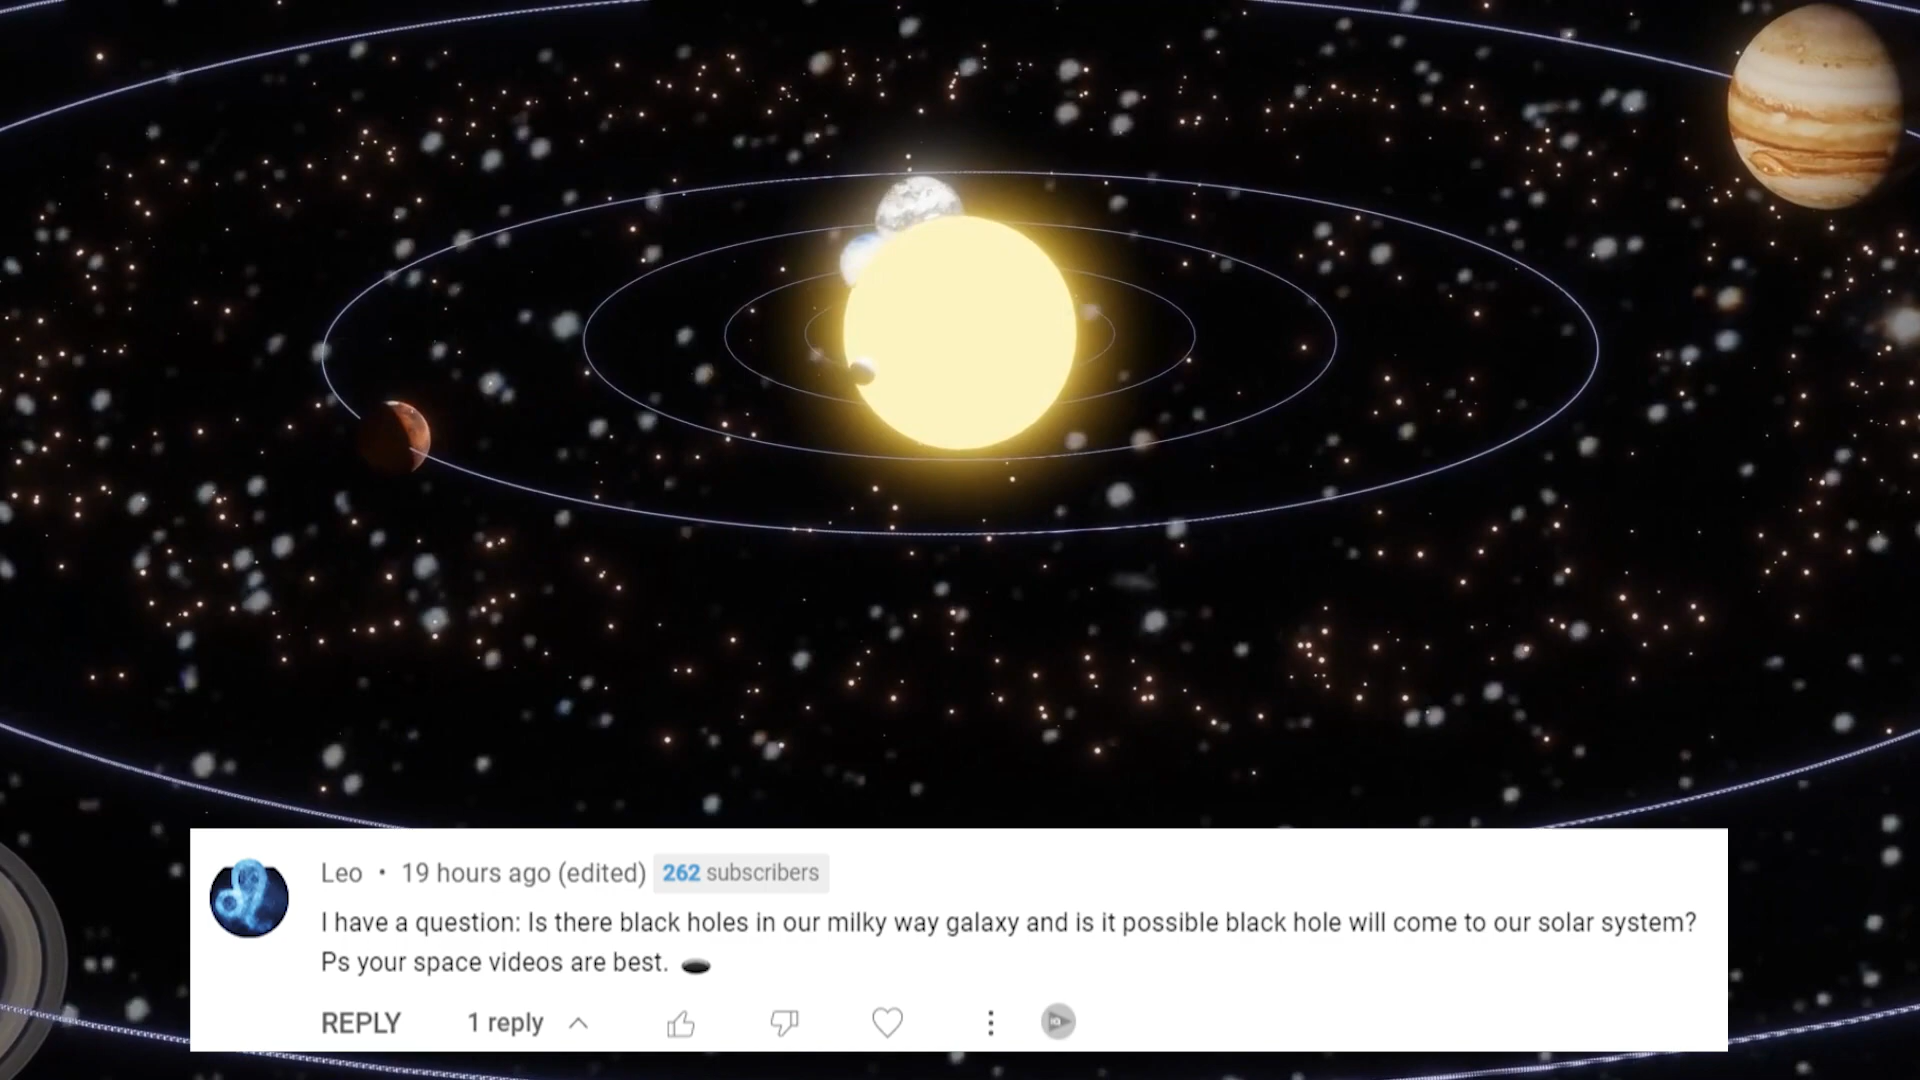 Leo • 19 hours ago (edited) 262 subscribers
I have a question: Is there black holes in our milky way galaxy and is it possible black hole will come to our solar system?
Ps your space videos are best. 🕳
REPLY 1 reply
IQ